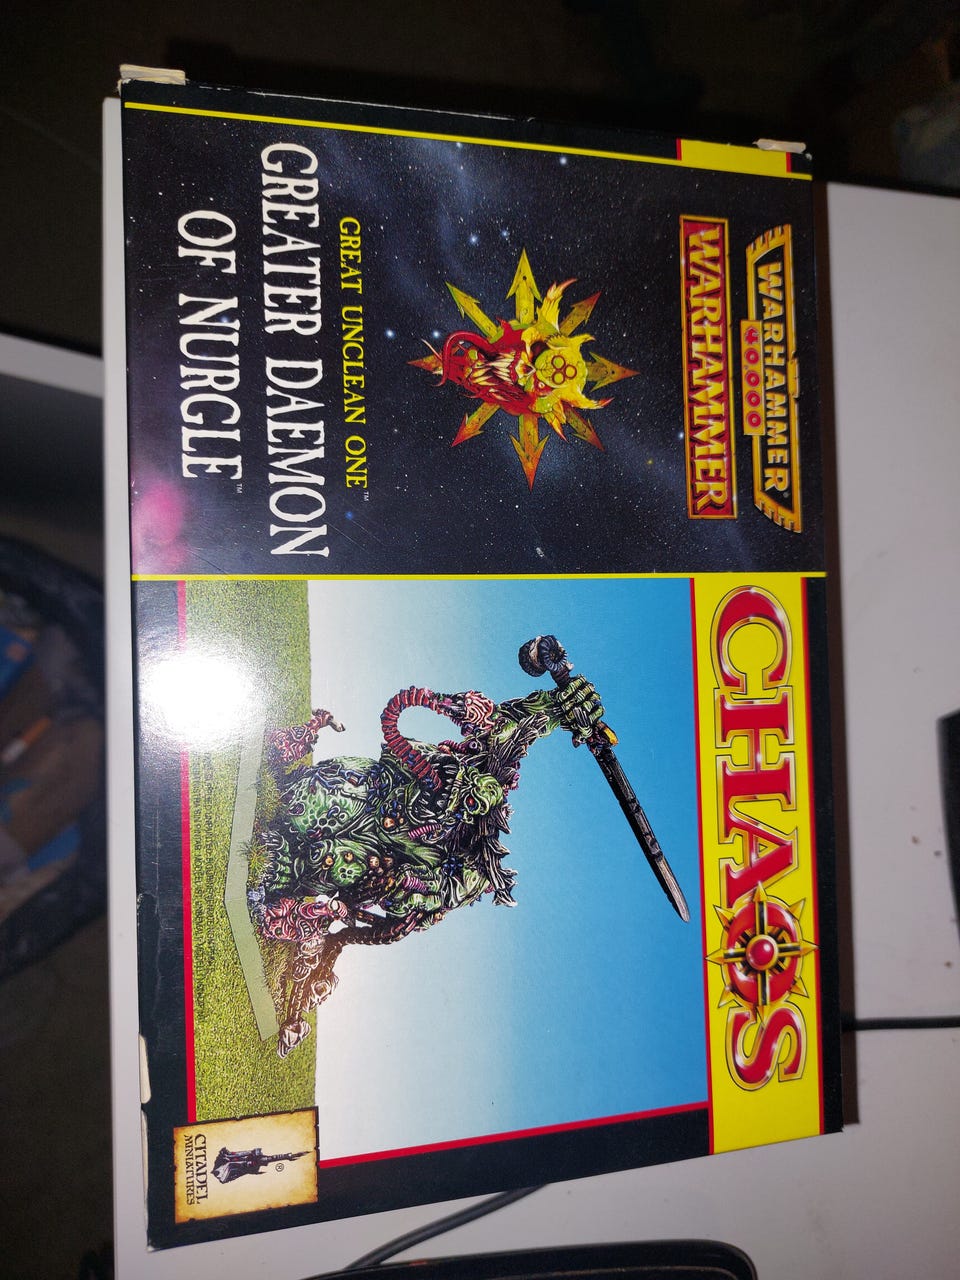 WARHAMMER®
40,000
WARHAMMER
GREAT UNCLEAN ONE™
GREATER DAEMON
OF NURGLE™
CHAOS
CITADEL®
MINIATURES